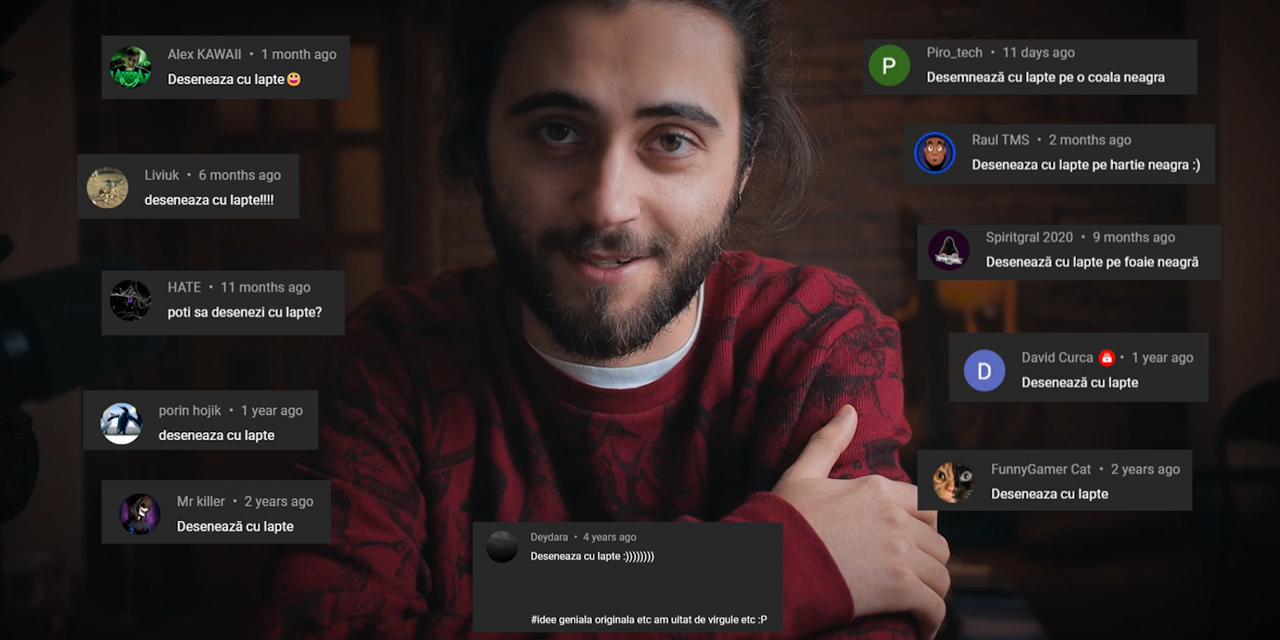 Alex KAWAII • 1 month ago
Deseneaza cu lapte😃
Liviuk • 6 months ago
deseneaza cu lapte!!!!
HATE • 11 months ago
poti sa desenezi cu lapte?
porin hojik • 1 year ago
deseneaza cu lapte
Mr killer • 2 years ago
Desenează cu lapte
Deydara • 4 years ago
Deseneaza cu lapte :))))))))
#idee geniala originala etc am uitat de virgule etc :P
P
Piro_tech • 11 days ago
Desemnează cu lapte pe o coala neagra
Raul TMS • 2 months ago
Deseneaza cu lapte pe hartie neagra :)
Spiritgral 2020 • 9 months ago
Desenează cu lapte pe foaie neagră
D
David Curca • 1 year ago
Desenează cu lapte
FunnyGamer Cat • 2 years ago
Deseneaza cu lapte